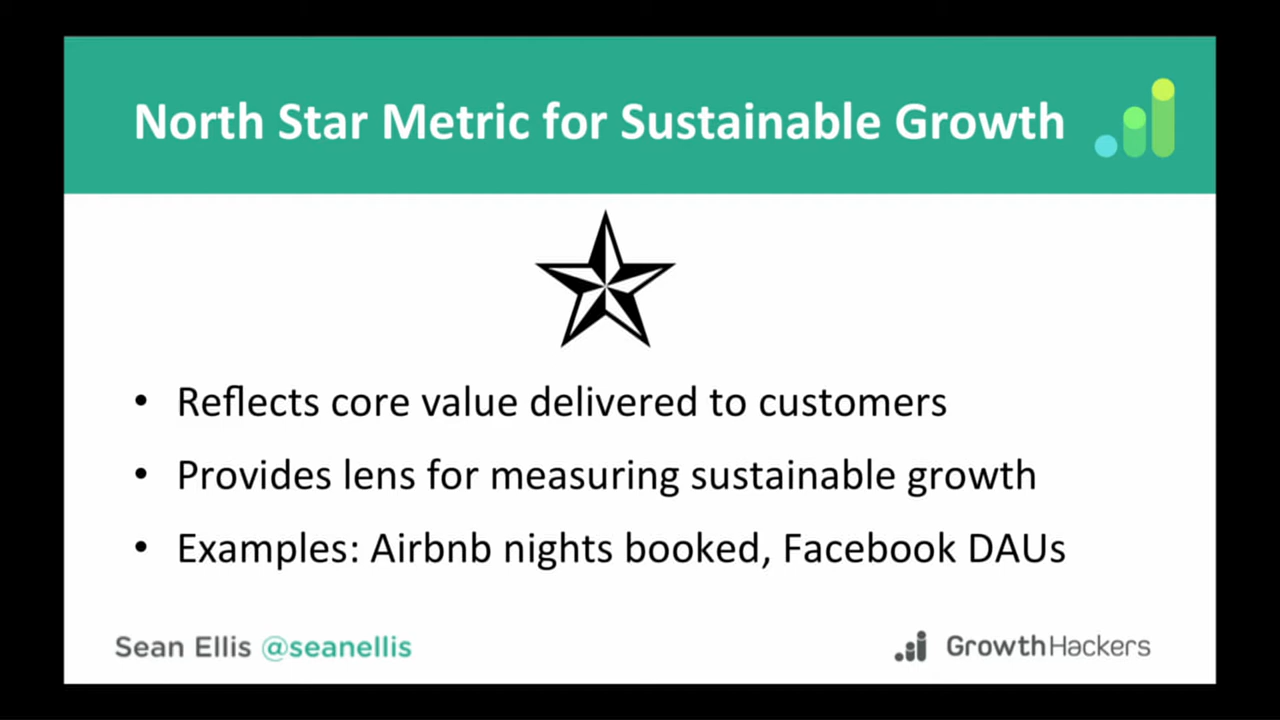 North Star Metric for Sustainable Growth
• Reflects core value delivered to customers
• Provides lens for measuring sustainable growth
• Examples: Airbnb nights booked, Facebook DAUs
Sean Ellis @seanellis
GrowthHackers